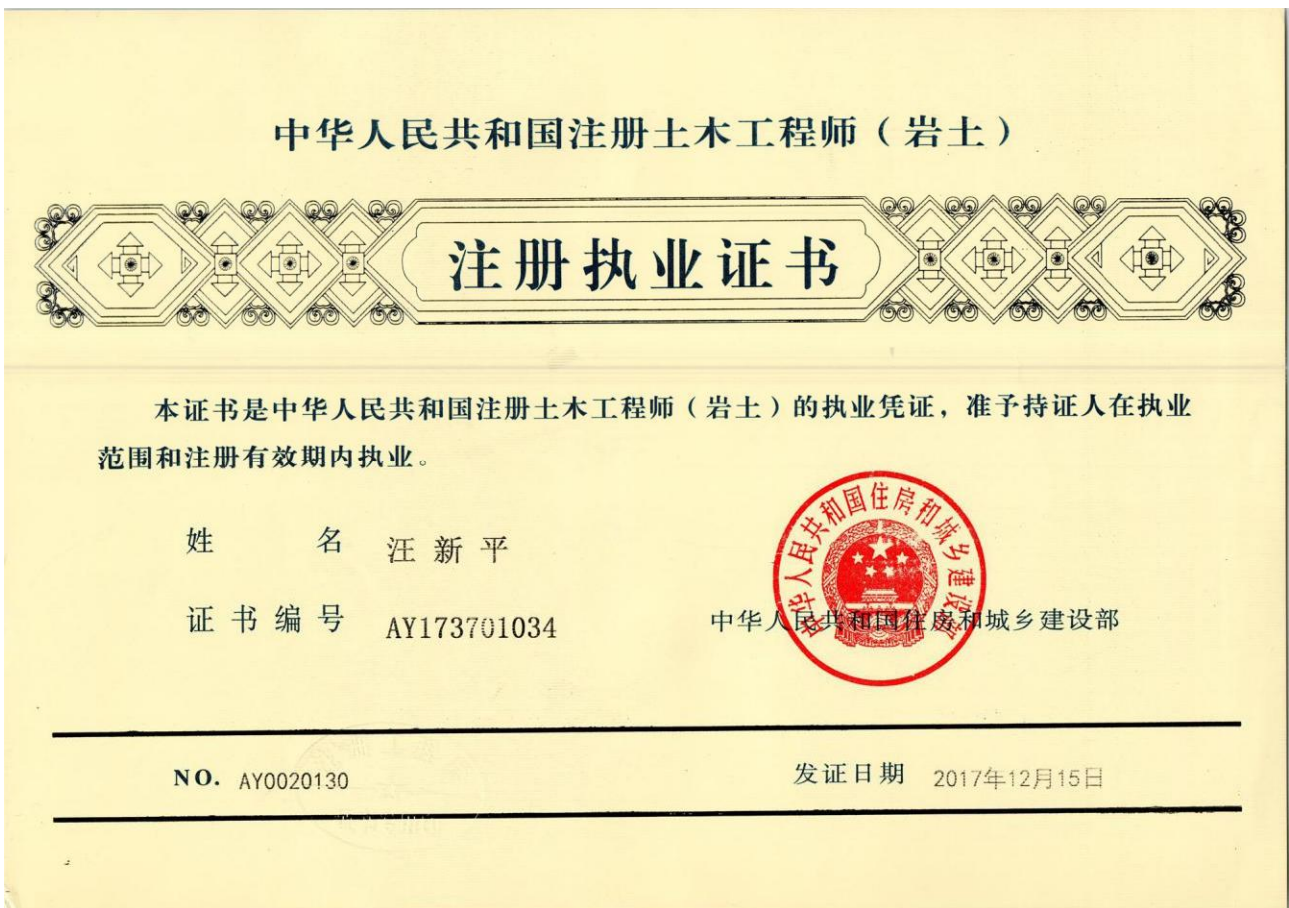 中华人民共和国注册土木工程师（岩土）
注册执业证书
本证书是中华人民共和国注册土木工程师（岩土）的执业凭证，准予持证人在执业
范围和注册有效期内执业。
姓 名 汪新平
证书编号 AY173701034
中华人民共和国住房和城乡建设部
中华人民共和国住房和城乡建设部
NO. AY0020130
发证日期 2017年12月15日